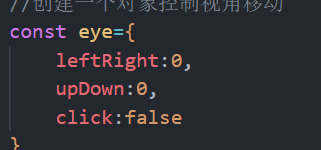 //创建一个对象控制视角移动
const eye={
    leftRight:0,
    upDown:0,
    click:false
}